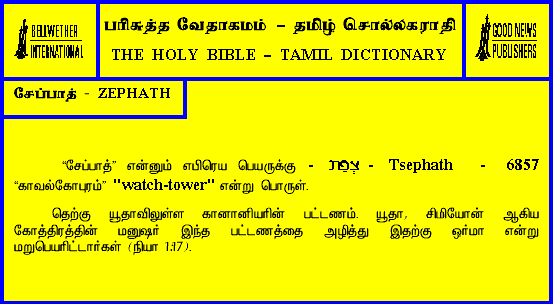 BELLWETHER
INTERNATIONAL
பரிசுத்த வேதாகமம் – தமிழ் சொல்லகராதி
THE HOLY BIBLE – TAMIL DICTIONARY
GOOD NEWS
PUBLISHERS
சேப்பாத் - ZEPHATH
“சேப்பாத்” என்னும் எபிரெய பெயருக்கு - צפת - Tsephath - 6857
“காவல்கோபுரம்” "watch-tower" என்று பொருள்.
தெற்கு யூதாவிலுள்ள கானானியரின் பட்டணம். யூதா, சிமியோன் ஆகிய
கோத்திரத்தின் மனுஷர் இந்த பட்டணத்தை அழித்து இதற்கு ஒர்மா என்று
மறுபெயரிட்டார்கள் (நியா 1:17).